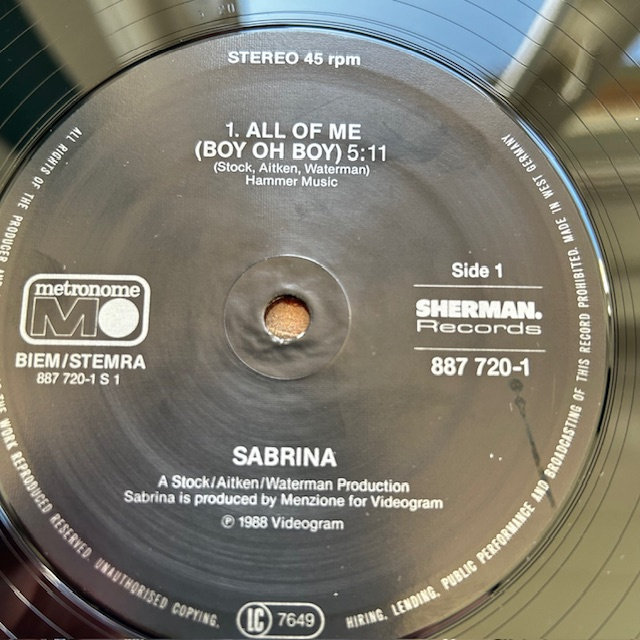 STEREO 45 rpm
1. ALL OF ME
(BOY OH BOY) 5:11
(Stock, Aitken, Waterman)
Hammer Music
metronome
M
BIEM/STEMRA
887 720-1 S 1
Side 1
SHERMAN.
Records
887 720-1
SABRINA
A Stock/Aitken/Waterman Production
Sabrina is produced by Menzione for Videogram
℗ 1988 Videogram
ALL RIGHTS OF THE PRODUCER AND
THE WORK REPRODUCED RESERVED. UNAUTHORISED COPYING.
LC 7649
HIRING, LENDING, PUBLIC PERFORMANCE AND BROADCASTING OF THIS RECORD PROHIBITED. MADE IN WEST GERMANY